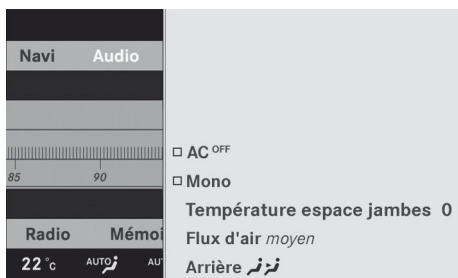 Navi Audio
85 90
Radio Mémoi
22 °c AUTO AU
□ AC OFF
□ Mono
Température espace jambes 0
Flux d'air moyen
Arrière